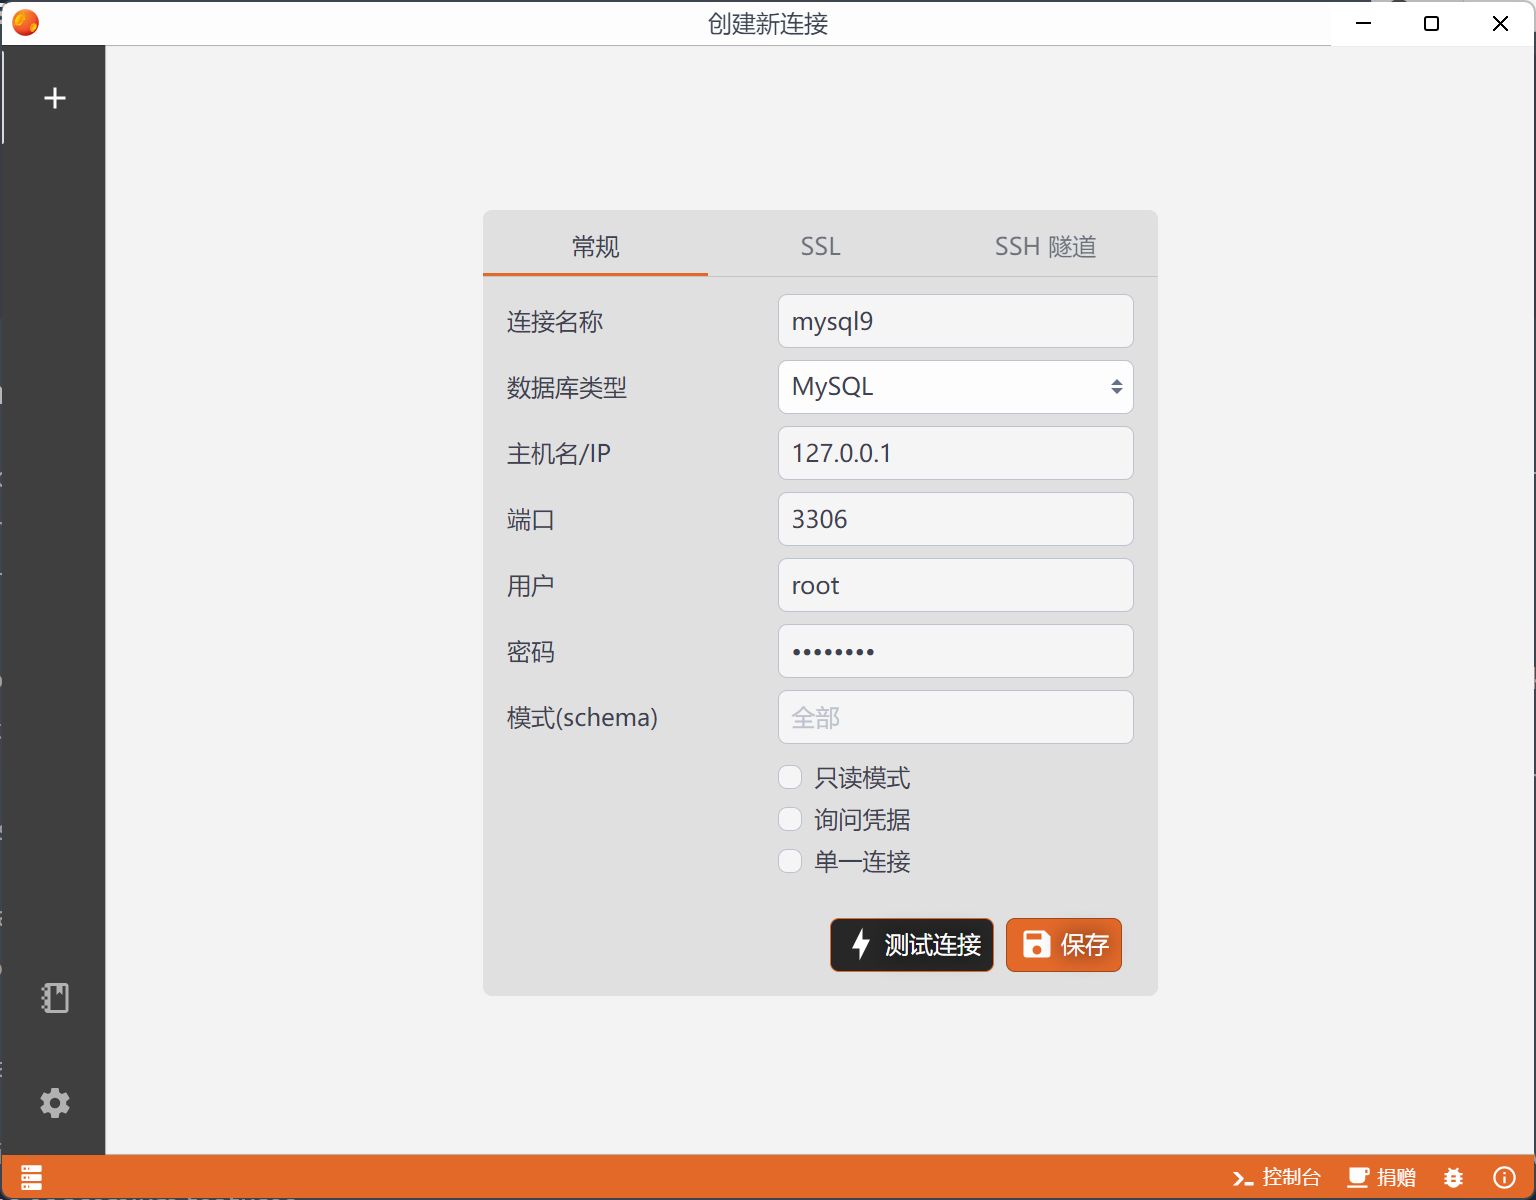 创建新连接
常规
SSL
SSH 隧道
连接名称
mysql9
数据库类型
MySQL
主机名/IP
127.0.0.1
端口
3306
用户
root
密码
••••••••
模式(schema)
全部
只读模式
询问凭据
单一连接
测试连接
保存
控制台
捐赠